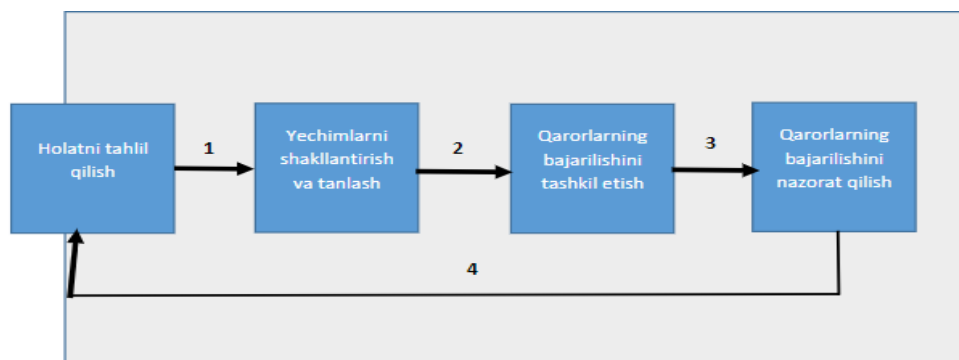 Holatni tahlil
qilish
1
Yechimlarni
shakllantirish
va tanlash
2
Qarorlarning
bajarilishini
tashkil etish
3
Qarorlarning
bajarilishini
nazorat qilish
4